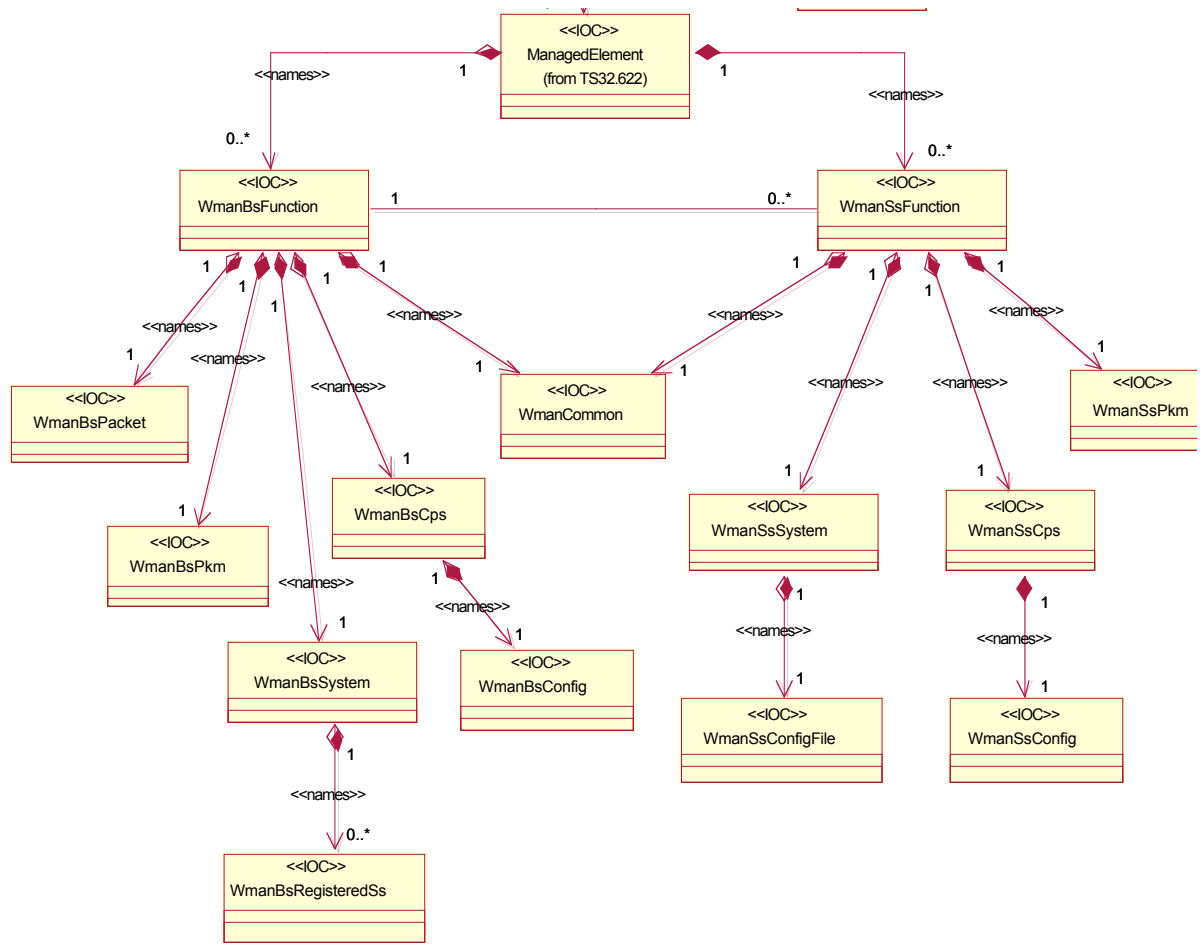 <<IOC>>
ManagedElement
(from TS32.622)
1
1
<<names>>
<<names>>
0..*
0..*
<<IOC>>
WmanBsFunction
1
0..*
<<IOC>>
WmanSsFunction
1
1
1
1
1
1
1
1
1
<<names>>
<<names>>
<<names>>
<<names>>
<<names>>
<<names>>
<<names>>
<<names>>
<<names>>
1
1
1
1
1
1
1
1
1
<<IOC>>
WmanBsPacket
<<IOC>>
WmanCommon
<<IOC>>
WmanSsPkm
<<IOC>>
WmanBsCps
<<IOC>>
WmanSsSystem
<<IOC>>
WmanSsCps
<<IOC>>
WmanBsPkm
1
<<names>>
1
1
<<names>>
1
1
<<names>>
1
<<IOC>>
WmanBsSystem
<<IOC>>
WmanBsConfig
<<IOC>>
WmanSsConfigFile
<<IOC>>
WmanSsConfig
1
<<names>>
0..*
<<IOC>>
WmanBsRegisteredSs